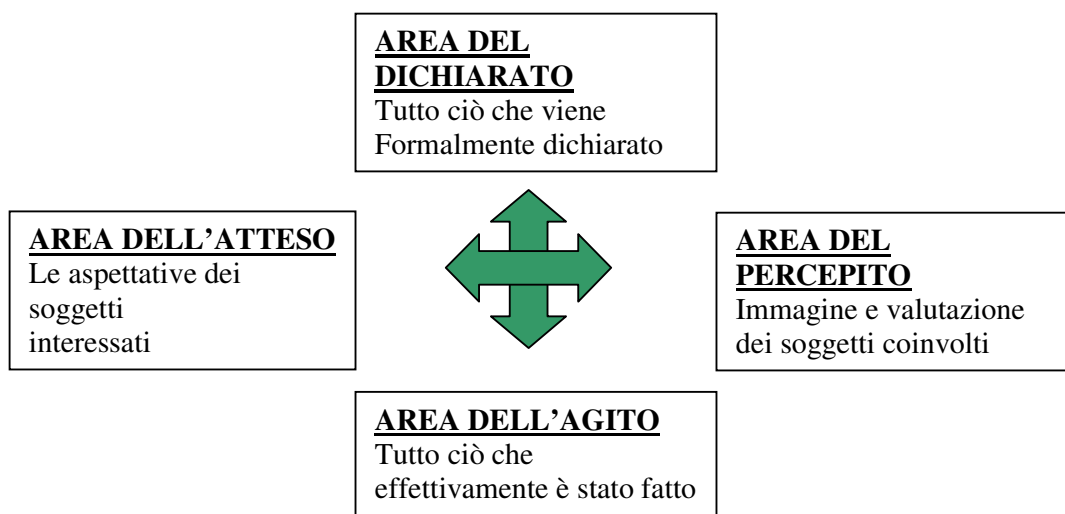 AREA DEL
DICHIARATO
Tutto ciò che viene
Formalmente dichiarato
AREA DELL’ATTESO
Le aspettative dei
soggetti
interessati
AREA DEL
PERCEPITO
Immagine e valutazione
dei soggetti coinvolti
AREA DELL’AGITO
Tutto ciò che
effettivamente è stato fatto